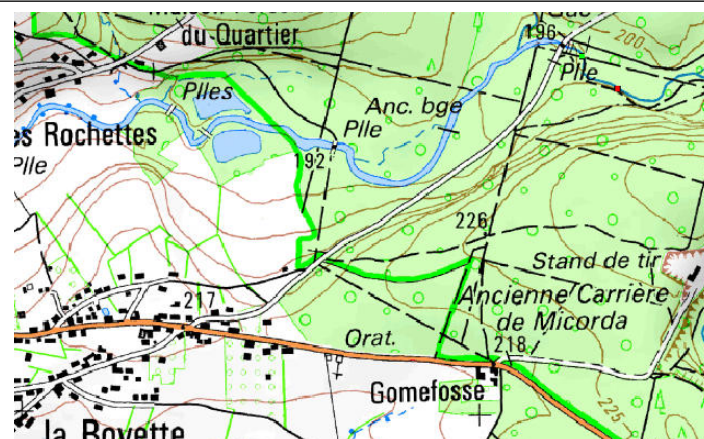 du Quartier
196
200
Plle
Plles
Anc. bge
es Rochettes
Plle
Plle
192
226
Stand de tir
Ancienne Carrière
de Micorda
217
Orat.
218
Gomefosse
225
la Bovette